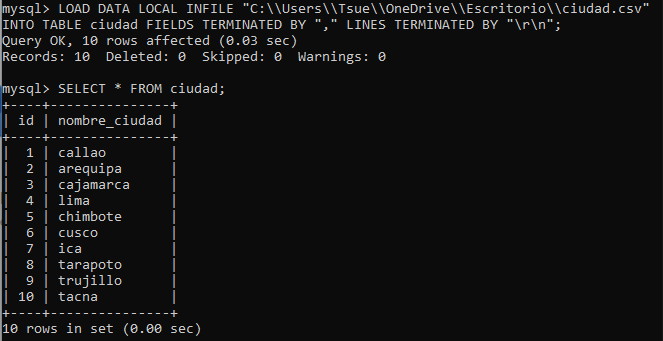 mysql> LOAD DATA LOCAL INFILE "C:\\Users\\Tsue\\OneDrive\\Escritorio\\ciudad.csv"
INTO TABLE ciudad FIELDS TERMINATED BY "," LINES TERMINATED BY "\r\n";
Query OK, 10 rows affected (0.03 sec)
Records: 10  Deleted: 0  Skipped: 0  Warnings: 0

mysql> SELECT * FROM ciudad;
+----+---------------+
| id | nombre_ciudad |
+----+---------------+
|  1 | callao        |
|  2 | arequipa      |
|  3 | cajamarca     |
|  4 | lima          |
|  5 | chimbote      |
|  6 | cusco         |
|  7 | ica           |
|  8 | tarapoto      |
|  9 | trujillo      |
| 10 | tacna         |
+----+---------------+
10 rows in set (0.00 sec)